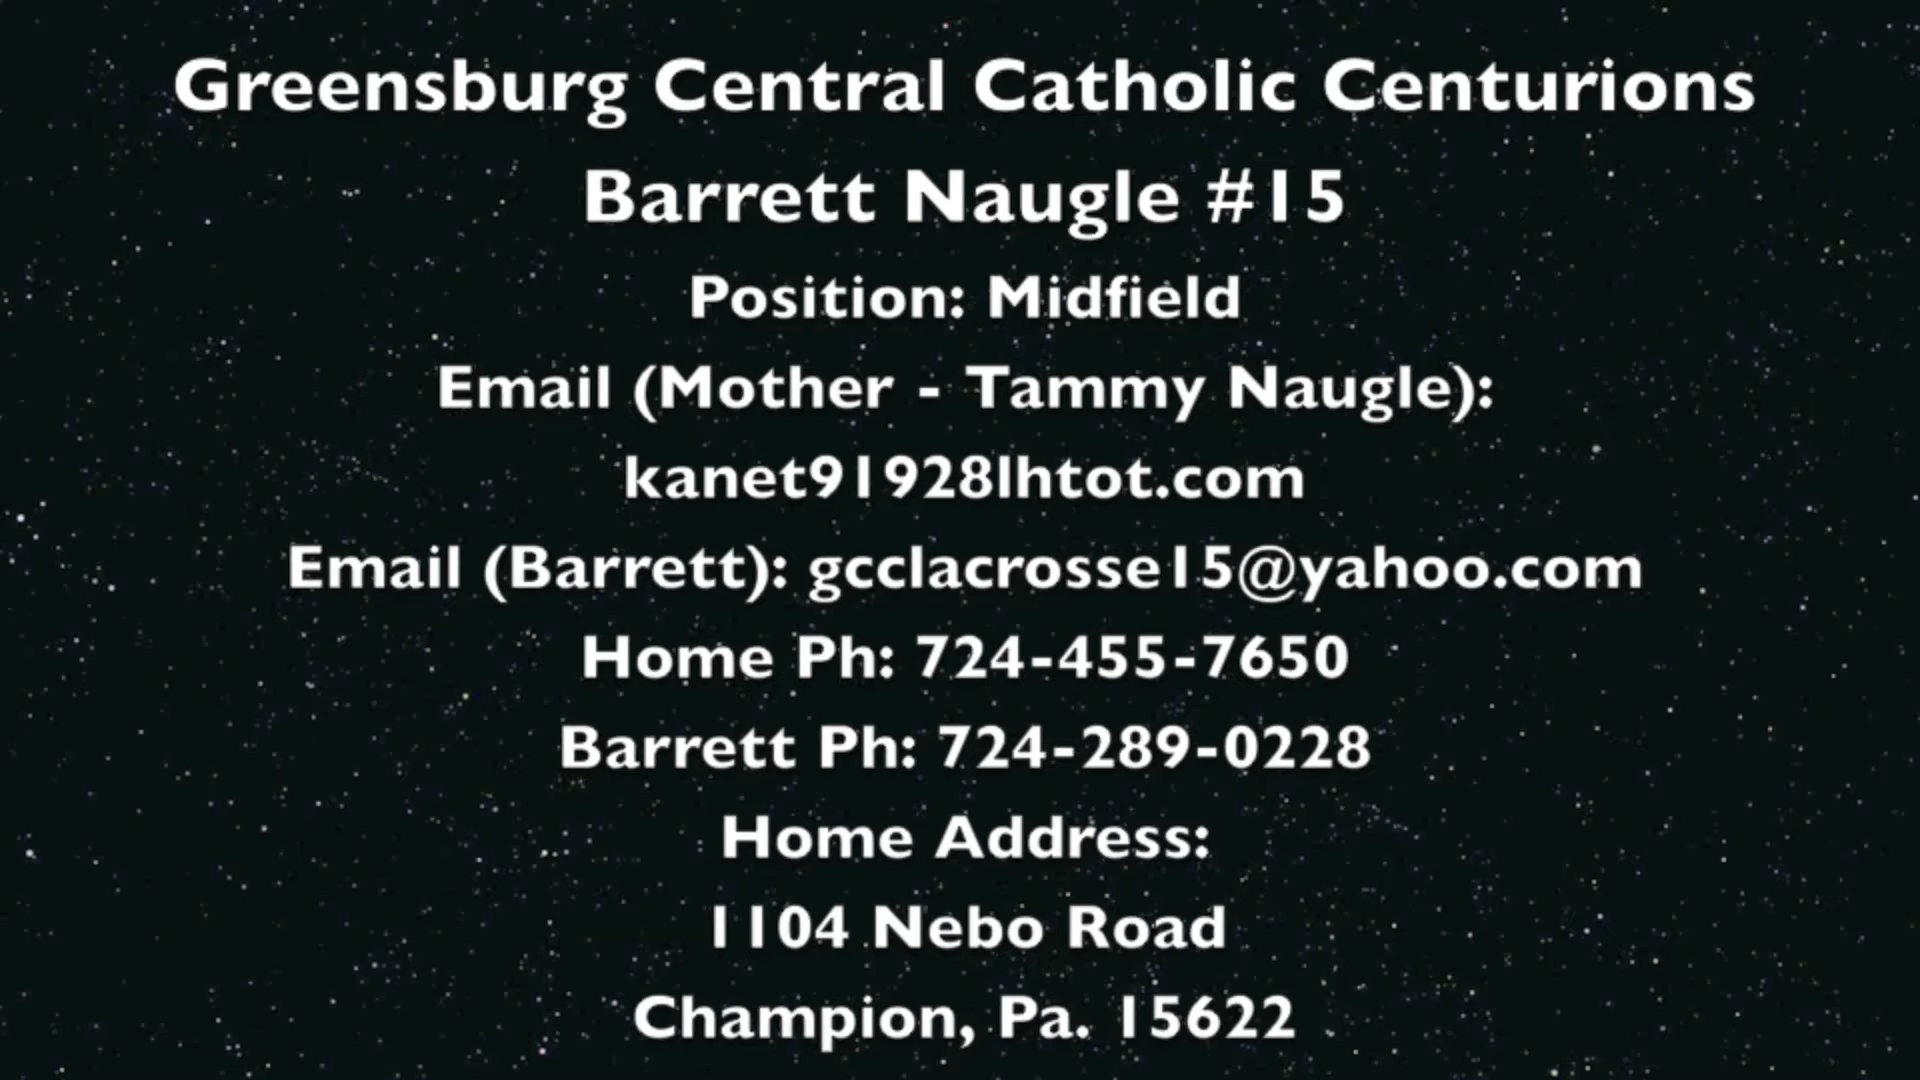 Greensburg Central Catholic Centurions
Barrett Naugle #15
Position: Midfield
Email (Mother - Tammy Naugle):
kanet91928lhtot.com
Email (Barrett): gcclacrosse15@yahoo.com
Home Ph: 724-455-7650
Barrett Ph: 724-289-0228
Home Address:
1104 Nebo Road
Champion, Pa. 15622